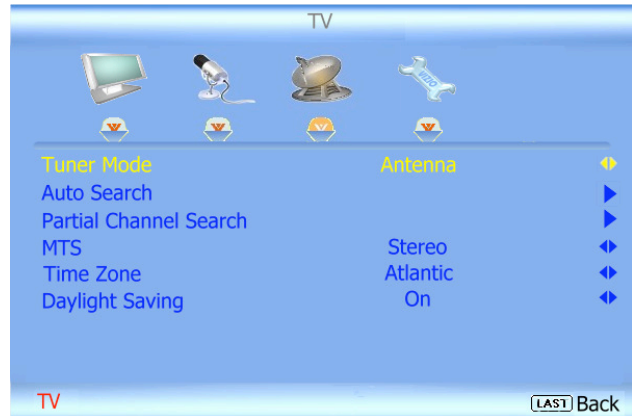 TV
VIZIO
Tuner Mode Antenna
Auto Search
Partial Channel Search
MTS Stereo
Time Zone Atlantic
Daylight Saving On
TV LAST Back